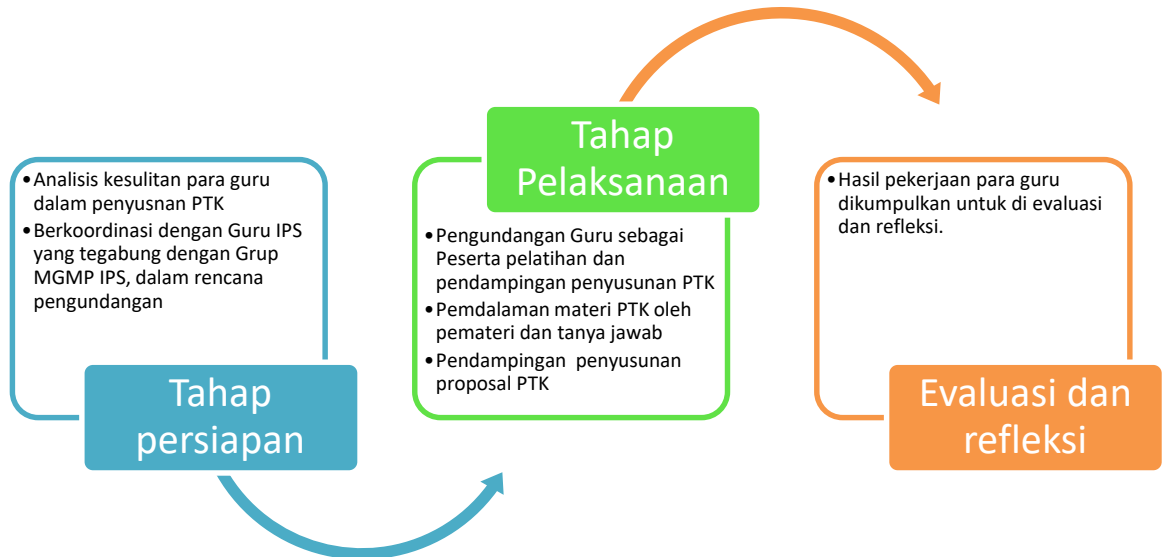 •Analisis kesulitan para guru
dalam penyusnan PTK
•Berkoordinasi dengan Guru IPS
yang tegabung dengan Grup
MGMP IPS, dalam rencana
pengundangan
Tahap
persiapan
Tahap
Pelaksanaan
•Pengundangan Guru sebagai
Peserta pelatihan dan
pendampingan penyusunan PTK
•Pemdalaman materi PTK oleh
pemateri dan tanya jawab
•Pendampingan penyusunan
proposal PTK
•Hasil pekerjaan para guru
dikumpulkan untuk di evaluasi
dan refleksi.
Evaluasi dan
refleksi